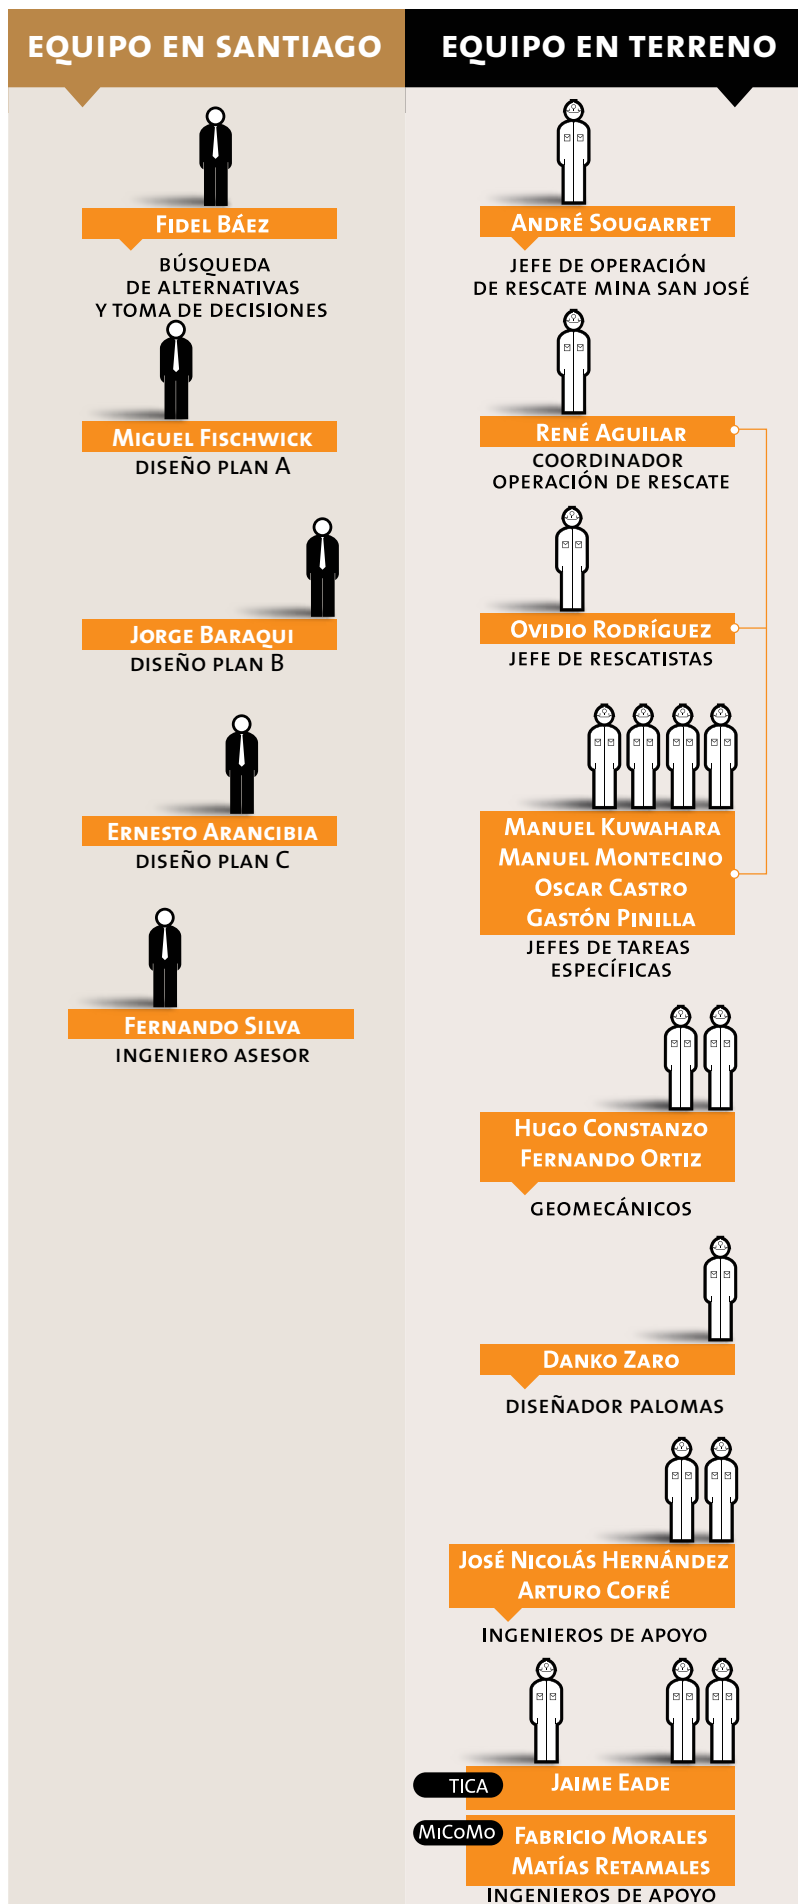 EQUIPO EN SANTIAGO
FIDEL BÁEZ
BÚSQUEDA
DE ALTERNATIVAS
Y TOMA DE DECISIONES
MIGUEL FISCHWICK
DISEÑO PLAN A
JORGE BARAQUI
DISEÑO PLAN B
ERNESTO ARANCIBIA
DISEÑO PLAN C
FERNANDO SILVA
INGENIERO ASESOR
EQUIPO EN TERRENO
ANDRÉ SOUGARRET
JEFE DE OPERACIÓN
DE RESCATE MINA SAN JOSÉ
RENÉ AGUILAR
COORDINADOR
OPERACIÓN DE RESCATE
OVIDIO RODRÍGUEZ
JEFE DE RESCATISTAS
MANUEL KUWAHARA
MANUEL MONTECINO
OSCAR CASTRO
GASTÓN PINILLA
JEFES DE TAREAS
ESPECÍFICAS
HUGO CONSTANZO
FERNANDO ORTIZ
GEOMECÁNICOS
DANKO ZARO
DISEÑADOR PALOMAS
JOSÉ NICOLÁS HERNÁNDEZ
ARTURO COFRÉ
INGENIEROS DE APOYO
TICA JAIME EADE
MICOMO FABRICIO MORALES
MATÍAS RETAMALES
INGENIEROS DE APOYO